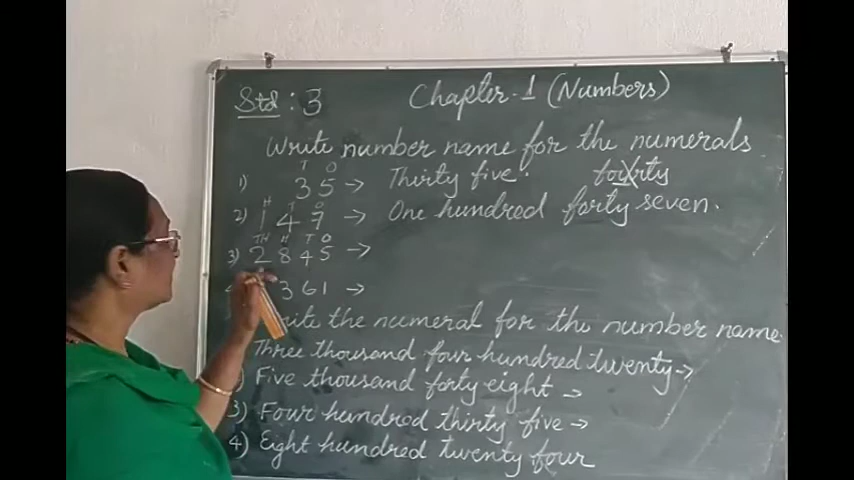 Std : 3 Chapter-1 (Numbers)
Write number name for the numerals
T O
1) 35 → Thirty five. fourty
H T O
2) 147 → One hundred forty seven.
TH H T O
3) 2845 →
361 →
Write the numeral for the number name.
Three thousand four hundred twenty →
) Five thousand forty eight →
3) Four hundred thirty five →
4) Eight hundred twenty four